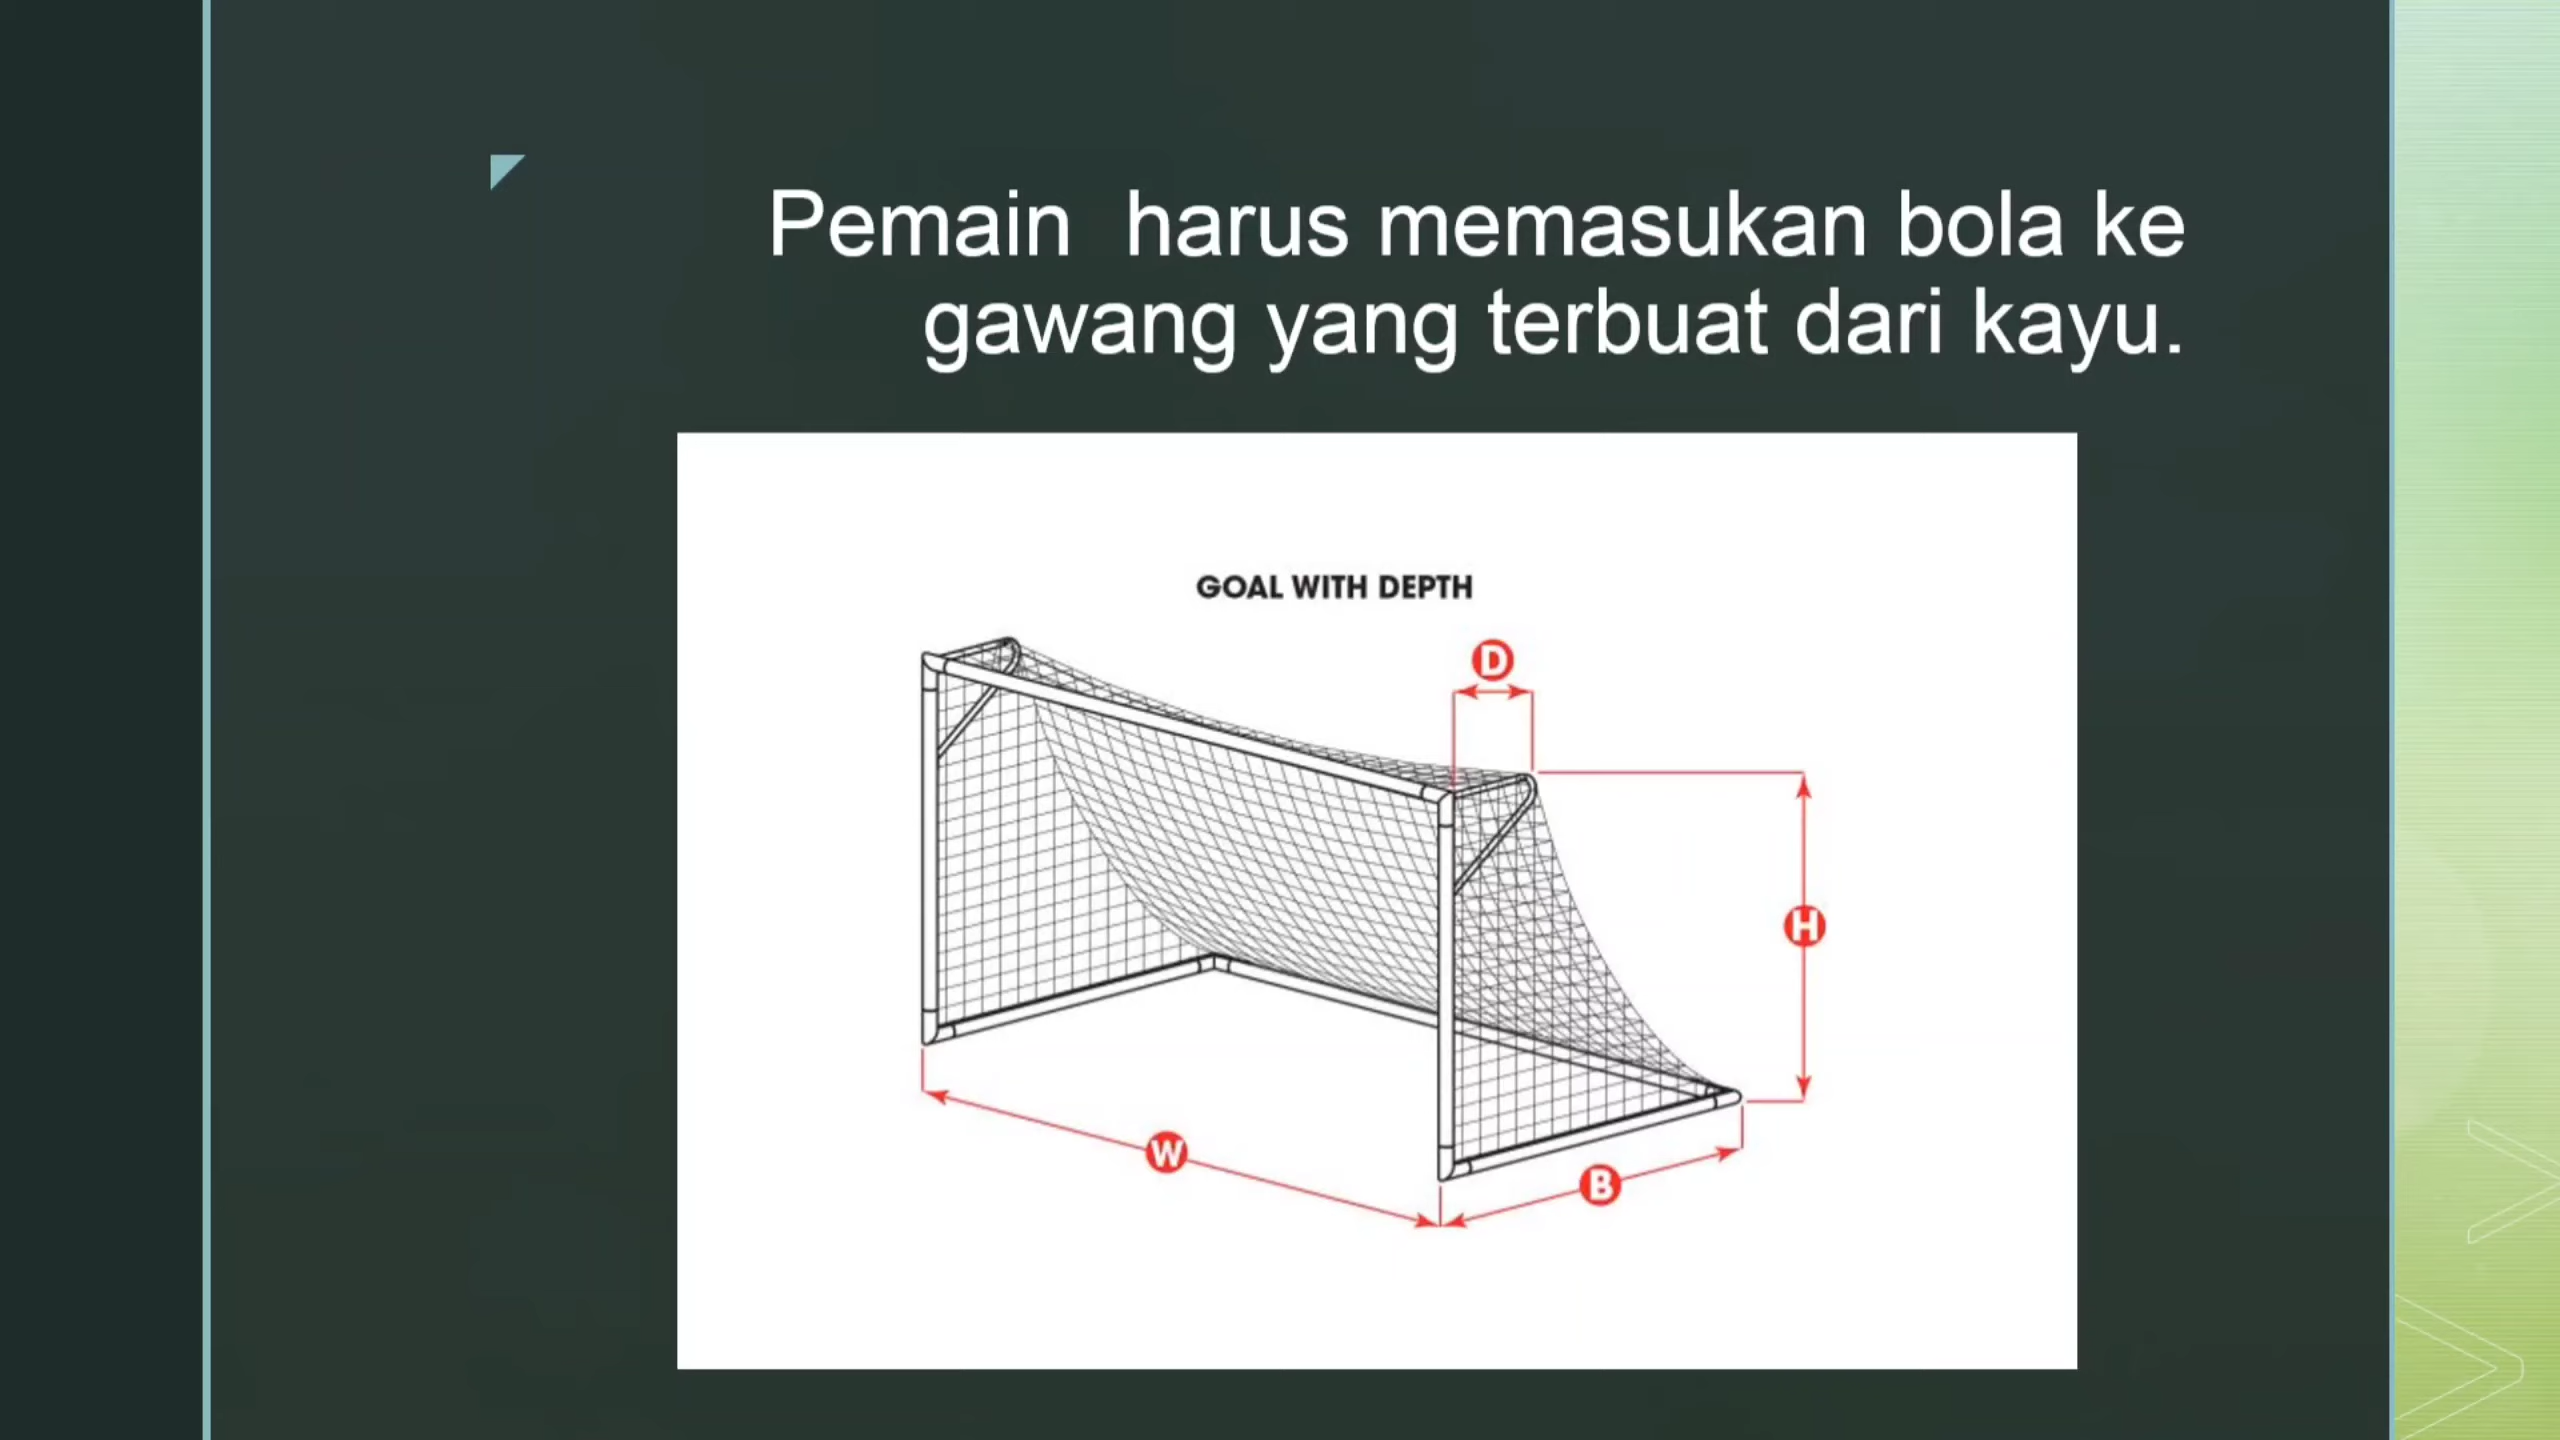 Pemain  harus memasukan bola ke
gawang yang terbuat dari kayu.
GOAL WITH DEPTH
D
H
W
B